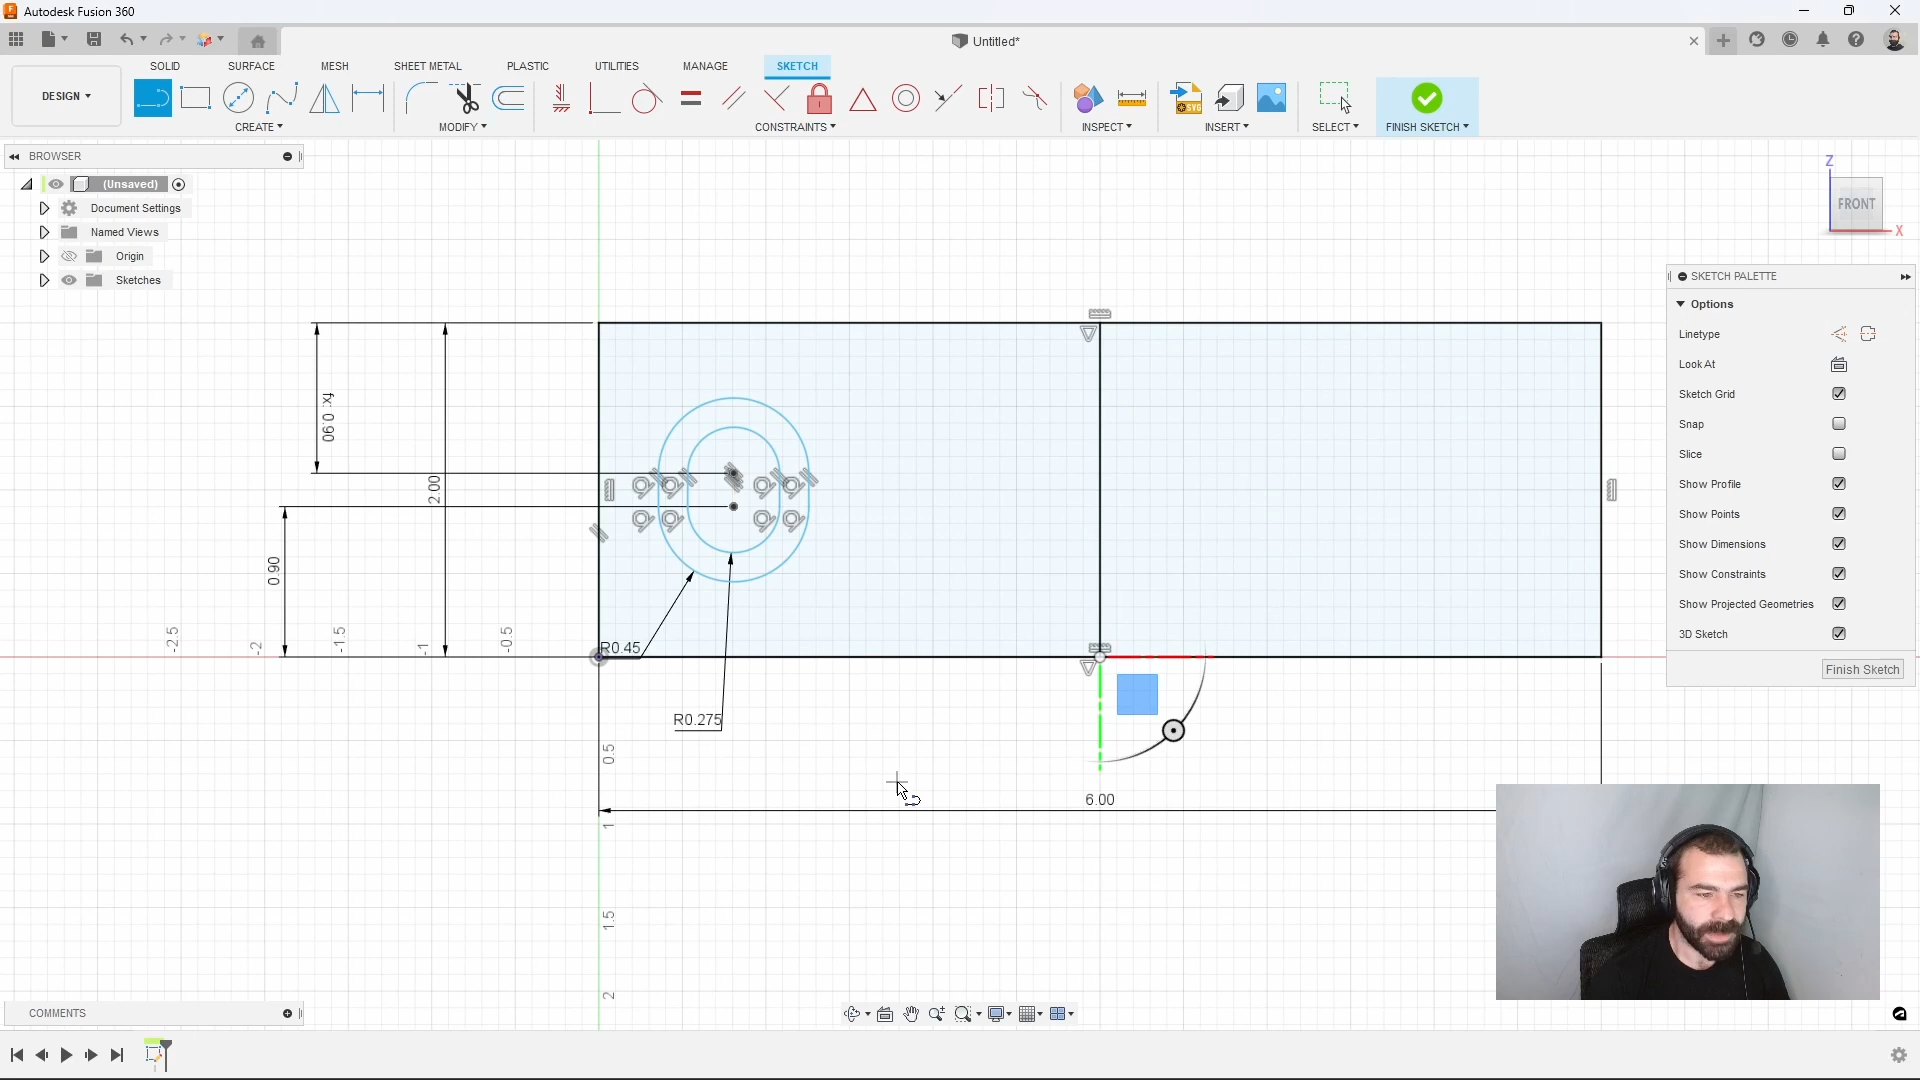 Autodesk Fusion 360
Untitled*
SOLID SURFACE MESH SHEET METAL PLASTIC UTILITIES MANAGE SKETCH
DESIGN
SVG
CREATE MODIFY CONSTRAINTS INSPECT INSERT SELECT FINISH SKETCH
BROWSER
(Unsaved)
Document Settings
Named Views
Origin
Sketches
Z
FRONT
X
SKETCH PALETTE
Options
Linetype
Look At
Sketch Grid
Snap
Slice
Show Profile
Show Points
Show Dimensions
Show Constraints
Show Projected Geometries
3D Sketch
Finish Sketch
fx: 0.90
2.00
0.90
-2.5
-2
-1.5
-1
-0.5
R0.45
R0.275
0.5
6.00
1
1.5
2
COMMENTS